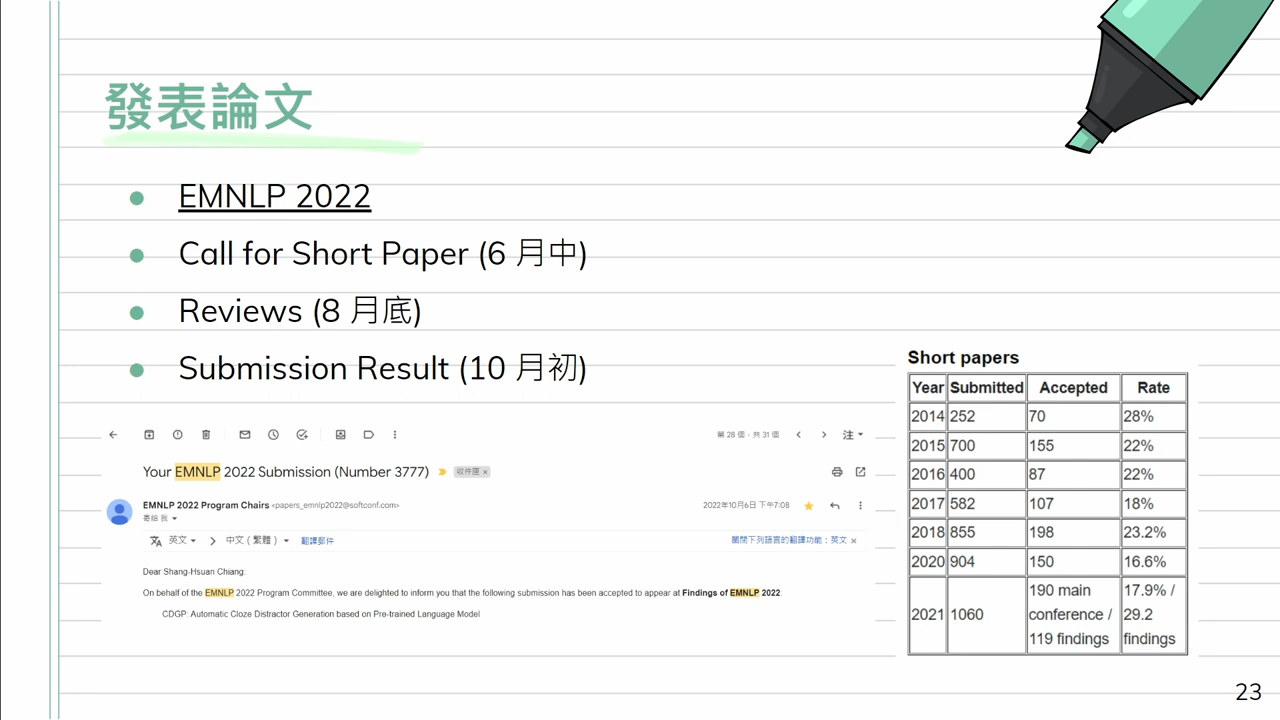 發表論文
EMNLP 2022
Call for Short Paper (6 月中)
Reviews (8 月底)
Submission Result (10 月初)
第 28 個，共 31 個
注
Your EMNLP 2022 Submission (Number 3777)
收件匣 ×
EMNLP 2022 Program Chairs <papers_emnlp2022@softconf.com>
2022年10月6日 下午7:08
寄給 我
英文
中文（繁體）
翻譯郵件
關閉下列語言的翻譯功能：英文 ×
Dear Shang-Hsuan Chiang:
On behalf of the EMNLP 2022 Program Committee, we are delighted to inform you that the following submission has been accepted to appear at Findings of EMNLP 2022:
CDGP: Automatic Cloze Distractor Generation based on Pre-trained Language Model
Short papers
Year Submitted Accepted Rate
2014 252 70 28%
2015 700 155 22%
2016 400 87 22%
2017 582 107 18%
2018 855 198 23.2%
2020 904 150 16.6%
2021 1060 190 main conference / 119 findings 17.9% / 29.2 findings
23